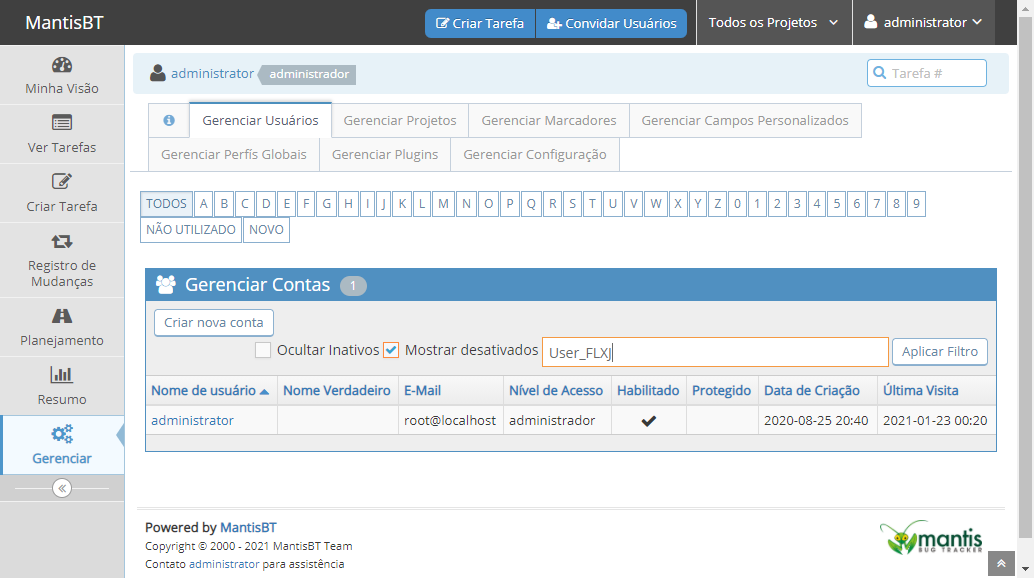 MantisBT
Criar Tarefa
Convidar Usuários
Todos os Projetos
administrator
Minha Visão
Ver Tarefas
Criar Tarefa
Registro de
Mudanças
Planejamento
Resumo
Gerenciar
administrator administrador
Tarefa #
Gerenciar Usuários Gerenciar Projetos Gerenciar Marcadores Gerenciar Campos Personalizados
Gerenciar Perfís Globais Gerenciar Plugins Gerenciar Configuração
TODOS A B C D E F G H I J K L M N O P Q R S T U V W X Y Z 0 1 2 3 4 5 6 7 8 9
NÃO UTILIZADO NOVO
Gerenciar Contas 1
Criar nova conta
Ocultar Inativos Mostrar desativados User_FLXJ Aplicar Filtro
Nome de usuário Nome Verdadeiro E-Mail Nível de Acesso Habilitado Protegido Data de Criação Última Visita
administrator root@localhost administrador 2020-08-25 20:40 2021-01-23 00:20
Powered by MantisBT
Copyright © 2000 - 2021 MantisBT Team
Contato administrator para assistência
mantis
BUG TRACKER